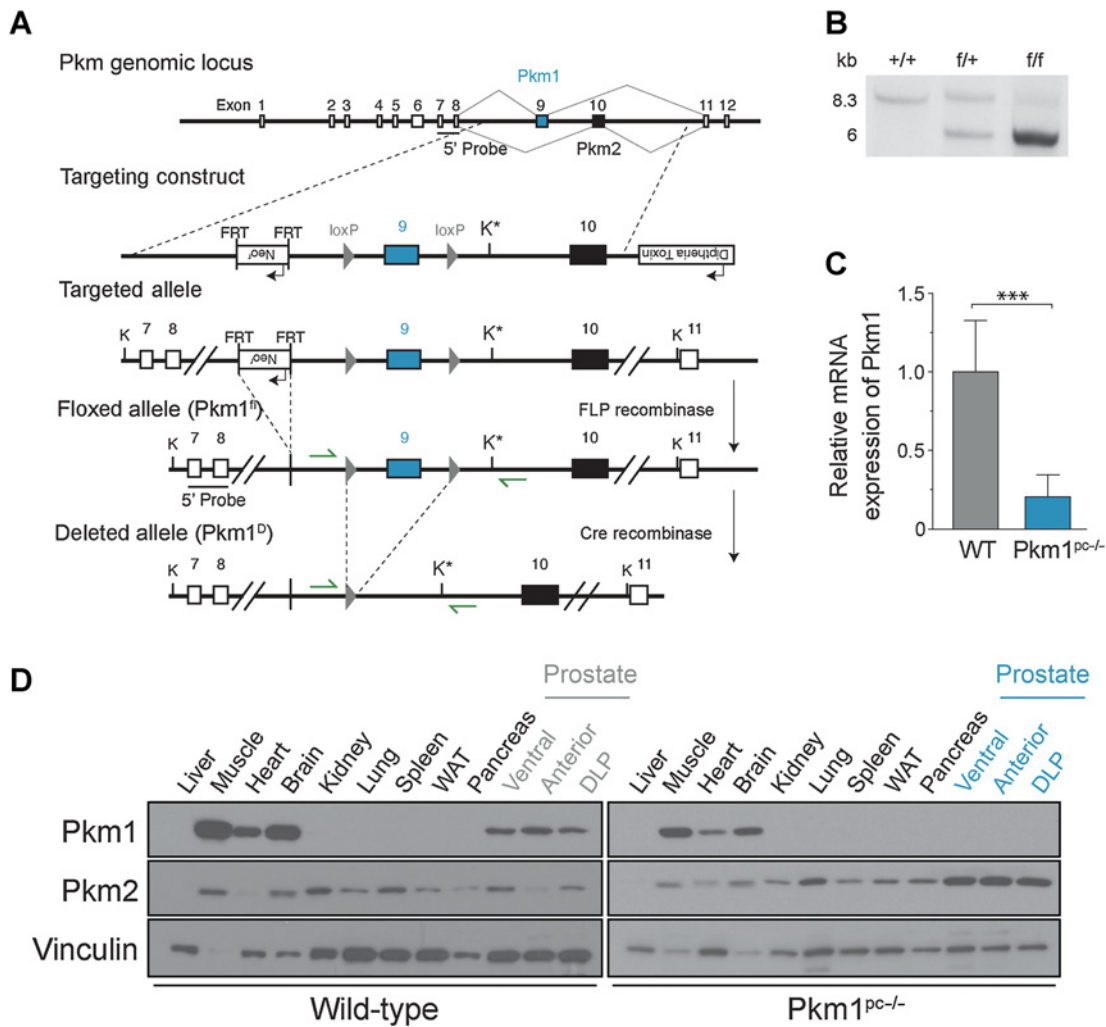 A
Pkm genomic locus
Pkm1
Exon 1 2 3 4 5 6 7 8 9 10 11 12
5' Probe Pkm2
Targeting construct
FRT FRT loxP 9 loxP K* 10
Neoʳ Diptheria Toxin
Targeted allele
K 7 8 FRT FRT 9 K* 10 11
Neoʳ
Floxed allele (Pkm1ᶠˡ) FLP recombinase
K 7 8 9 K* 10 K 11
5' Probe
Deleted allele (Pkm1ᴰ) Cre recombinase
K 7 8 K* 10 K 11
B
kb +/+ f/+ f/f
8.3
6
C
Relative mRNA
expression of Pkm1
1.5
1.0
0.5
0
***
WT Pkm1ᵖᶜ⁻/⁻
D
Prostate Prostate
Liver Muscle Heart Brain Kidney Lung Spleen WAT Pancreas Ventral Anterior DLP Liver Muscle Heart Brain Kidney Lung Spleen WAT Pancreas Ventral Anterior DLP
Pkm1
Pkm2
Vinculin
Wild-type Pkm1ᵖᶜ⁻/⁻